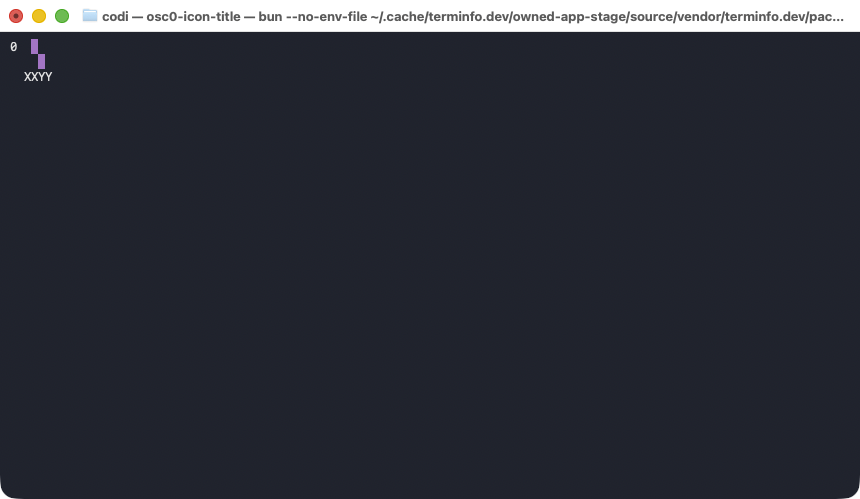 codi — osc0-icon-title — bun --no-env-file ~/.cache/terminfo.dev/owned-app-stage/source/vendor/terminfo.dev/pac...
0
XXYY